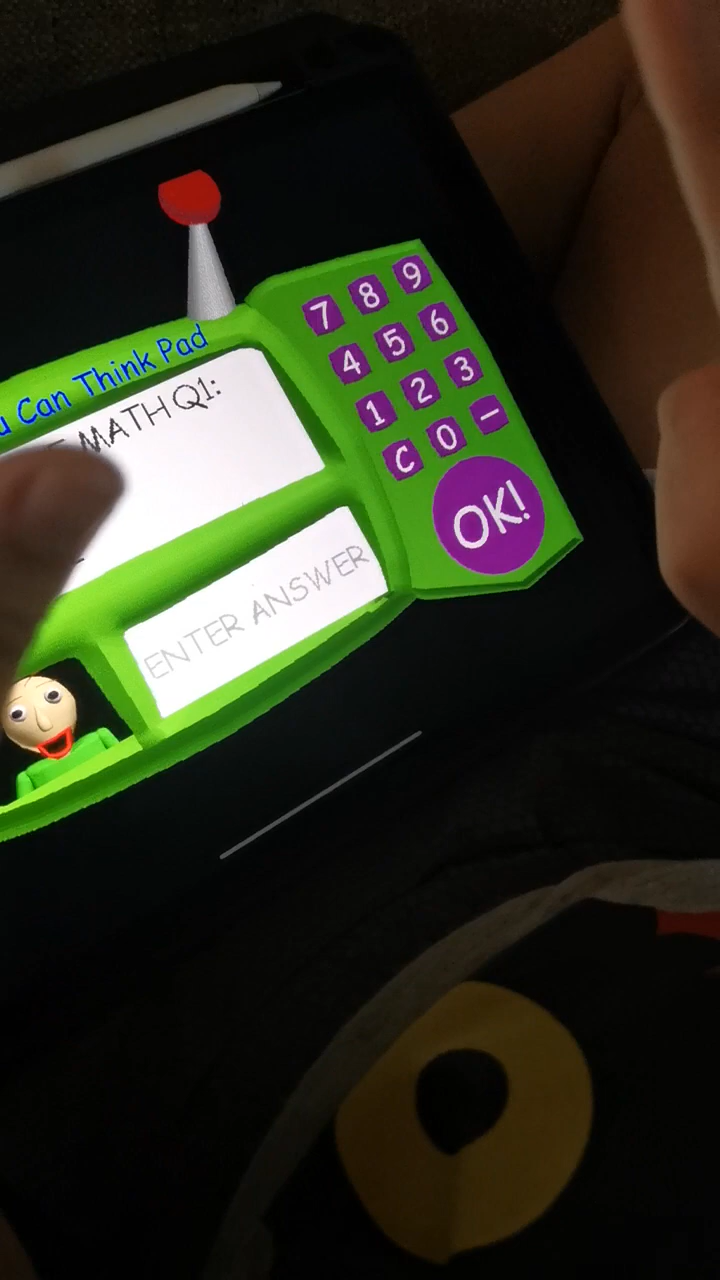 Can Think Pad
MATH Q1:
ENTER ANSWER
7 8 9
4 5 6
1 2 3
C 0 -
OK!